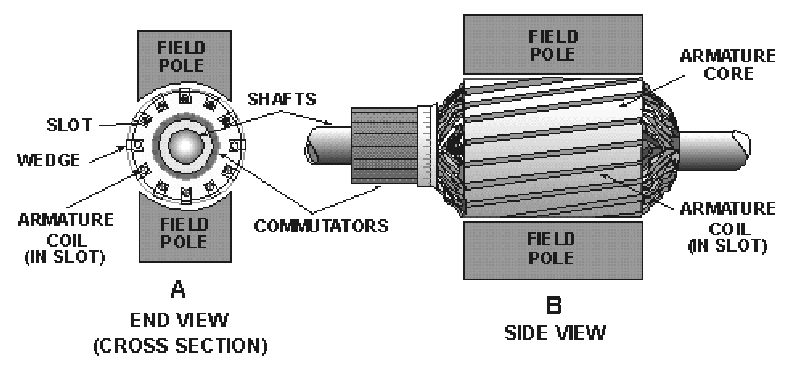 FIELD
POLE
SHAFTS
SLOT
WEDGE
ARMATURE
COIL
(IN SLOT)
FIELD
POLE
COMMUTATORS
A
END VIEW
(CROSS SECTION)
FIELD
POLE
ARMATURE
CORE
ARMATURE
COIL
(IN SLOT)
FIELD
POLE
B
SIDE VIEW